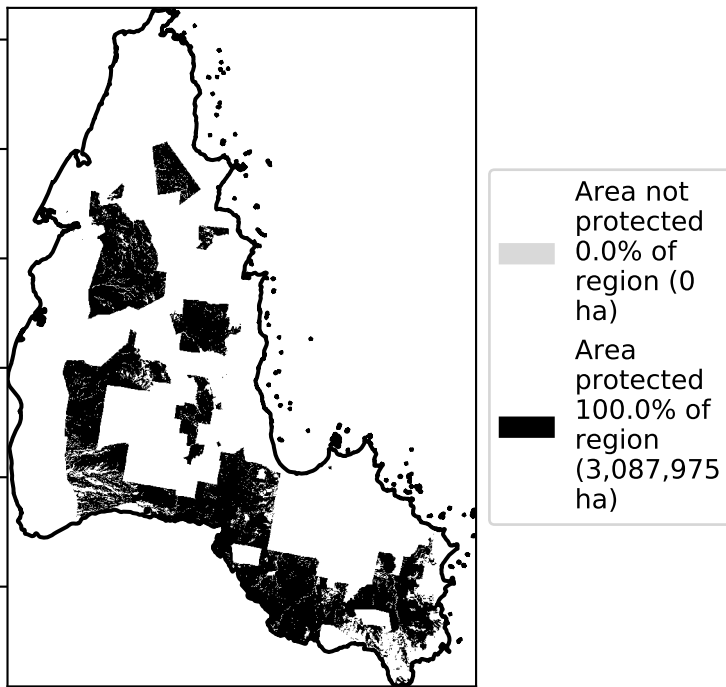 Area not
protected
0.0% of
region (0
ha)
Area
protected
100.0% of
region
(3,087,975
ha)